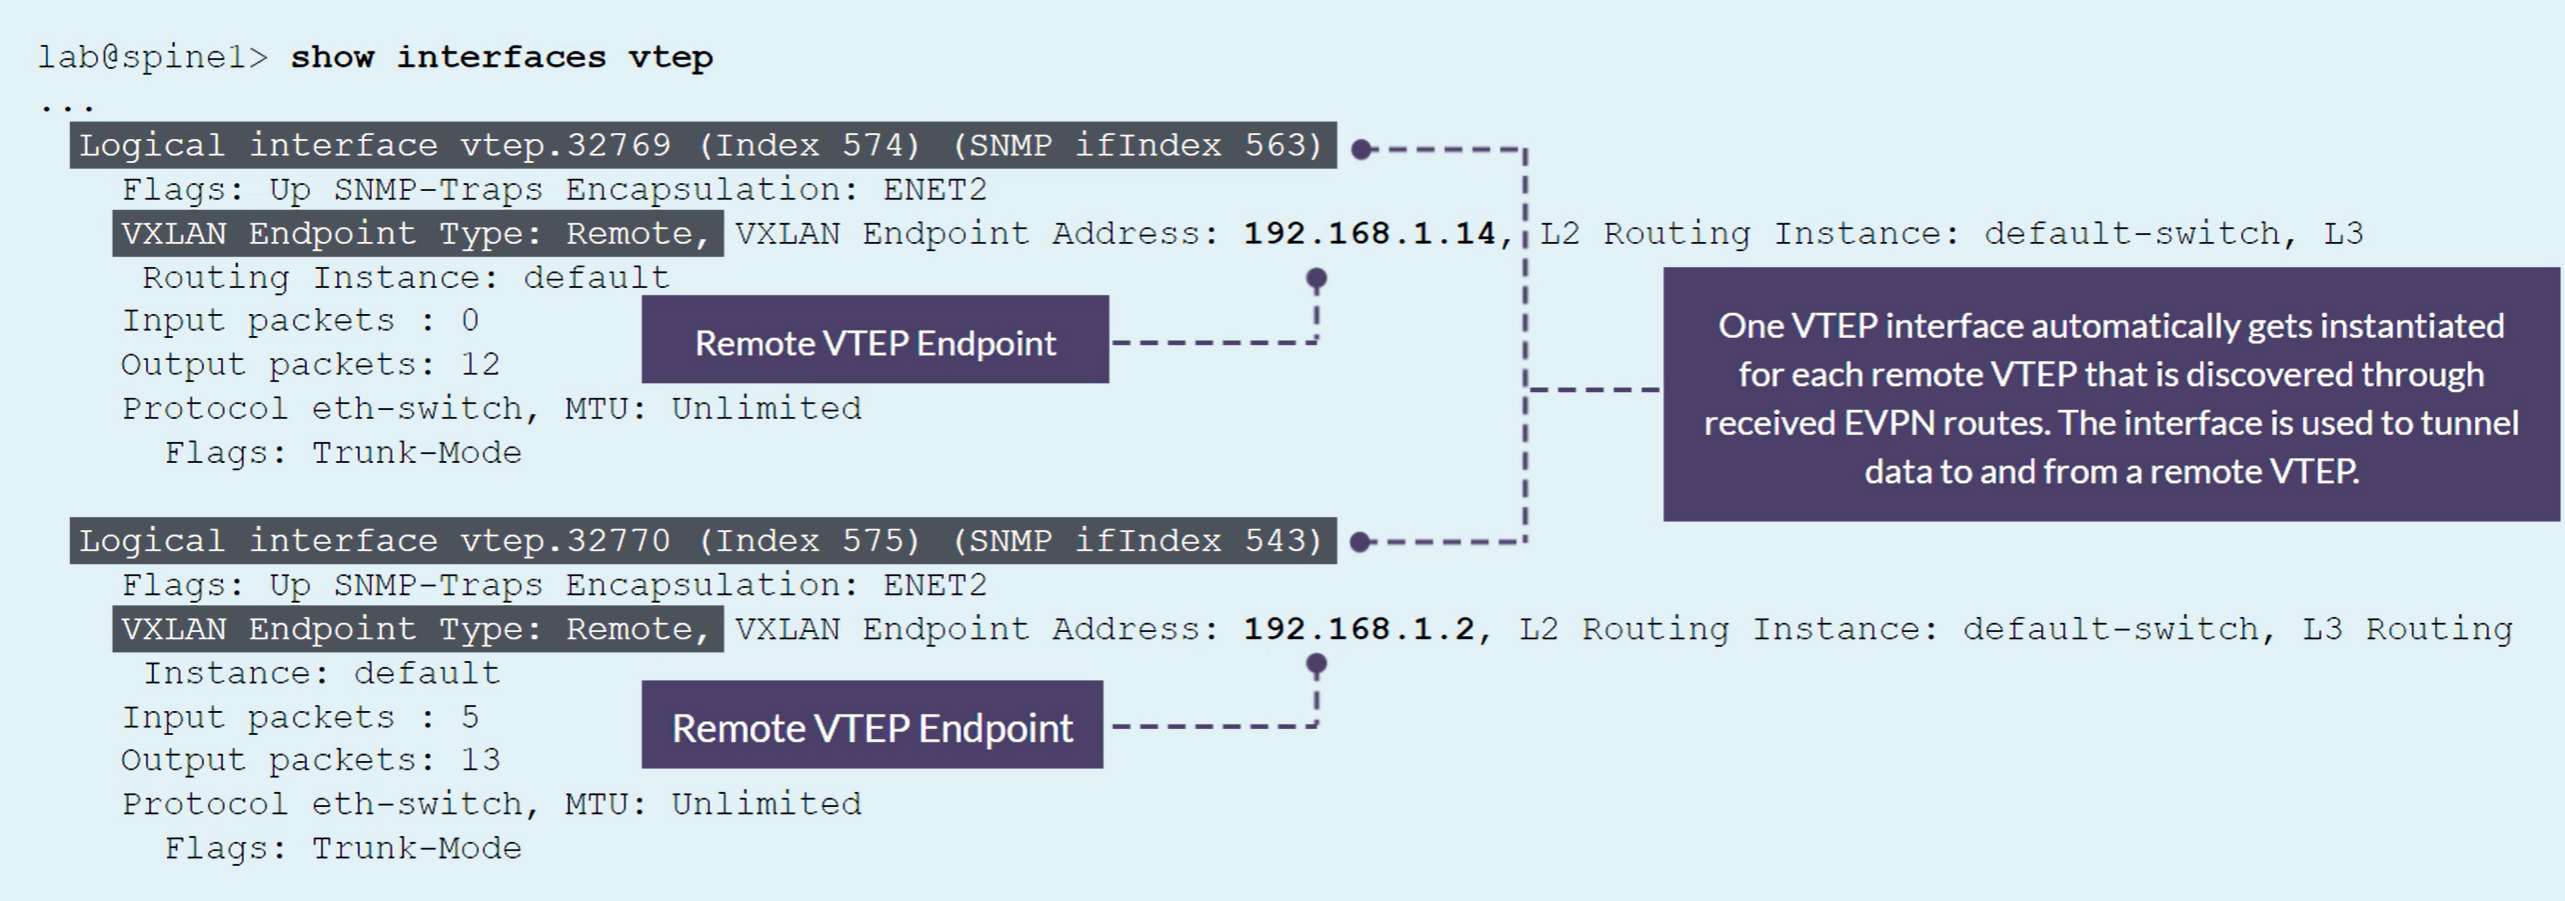 lab@spine1> show interfaces vtep
...
Logical interface vtep.32769 (Index 574) (SNMP ifIndex 563)
Flags: Up SNMP-Traps Encapsulation: ENET2
VXLAN Endpoint Type: Remote, VXLAN Endpoint Address: 192.168.1.14, L2 Routing Instance: default-switch, L3
Routing Instance: default
Input packets : 0
Output packets: 12
Protocol eth-switch, MTU: Unlimited
Flags: Trunk-Mode
Remote VTEP Endpoint
One VTEP interface automatically gets instantiated
for each remote VTEP that is discovered through
received EVPN routes. The interface is used to tunnel
data to and from a remote VTEP.
Logical interface vtep.32770 (Index 575) (SNMP ifIndex 543)
Flags: Up SNMP-Traps Encapsulation: ENET2
VXLAN Endpoint Type: Remote, VXLAN Endpoint Address: 192.168.1.2, L2 Routing Instance: default-switch, L3 Routing
Instance: default
Input packets : 5
Output packets: 13
Protocol eth-switch, MTU: Unlimited
Flags: Trunk-Mode
Remote VTEP Endpoint